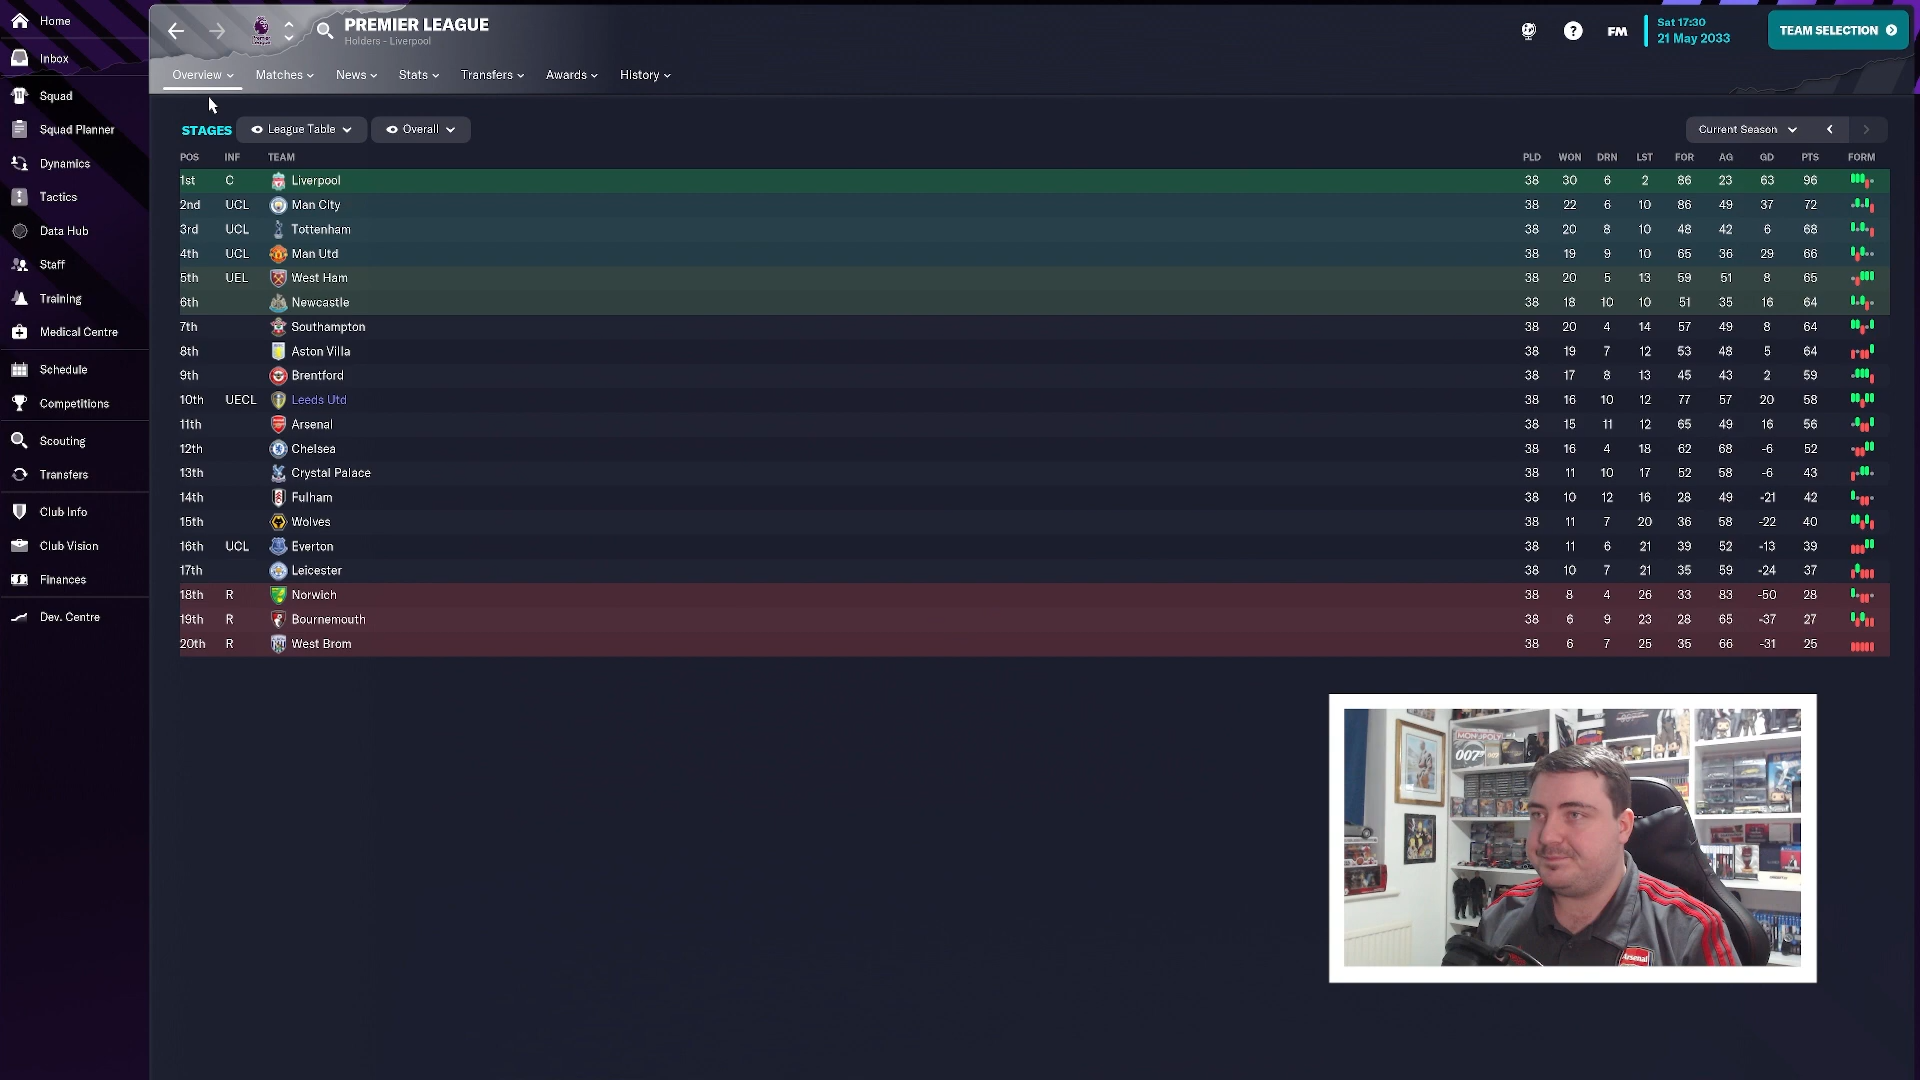 Home
Inbox
Squad
Squad Planner
Dynamics
Tactics
Data Hub
Staff
Training
Medical Centre
Schedule
Competitions
Scouting
Transfers
Club Info
Club Vision
Finances
Dev. Centre
PREMIER LEAGUE
Holders - Liverpool
FM
Sat 17:30
21 May 2033
TEAM SELECTION
Overview Matches News Stats Transfers Awards History
STAGES League Table Overall Current Season
POS INF TEAM PLD WON DRN LST FOR AG GD PTS FORM
1st C Liverpool 38 30 6 2 86 23 63 96
2nd UCL Man City 38 22 6 10 86 49 37 72
3rd UCL Tottenham 38 20 8 10 48 42 6 68
4th UCL Man Utd 38 19 9 10 65 36 29 66
5th UEL West Ham 38 20 5 13 59 51 8 65
6th Newcastle 38 18 10 10 51 35 16 64
7th Southampton 38 20 4 14 57 49 8 64
8th Aston Villa 38 19 7 12 53 48 5 64
9th Brentford 38 17 8 13 45 43 2 59
10th UECL Leeds Utd 38 16 10 12 77 57 20 58
11th Arsenal 38 15 11 12 65 49 16 56
12th Chelsea 38 16 4 18 62 68 -6 52
13th Crystal Palace 38 11 10 17 52 58 -6 43
14th Fulham 38 10 12 16 28 49 -21 42
15th Wolves 38 11 7 20 36 58 -22 40
16th UCL Everton 38 11 6 21 39 52 -13 39
17th Leicester 38 10 7 21 35 59 -24 37
18th R Norwich 38 8 4 26 33 83 -50 28
19th R Bournemouth 38 6 9 23 28 65 -37 27
20th R West Brom 38 6 7 25 35 66 -31 25
MONOPOLY
007
Arsenal